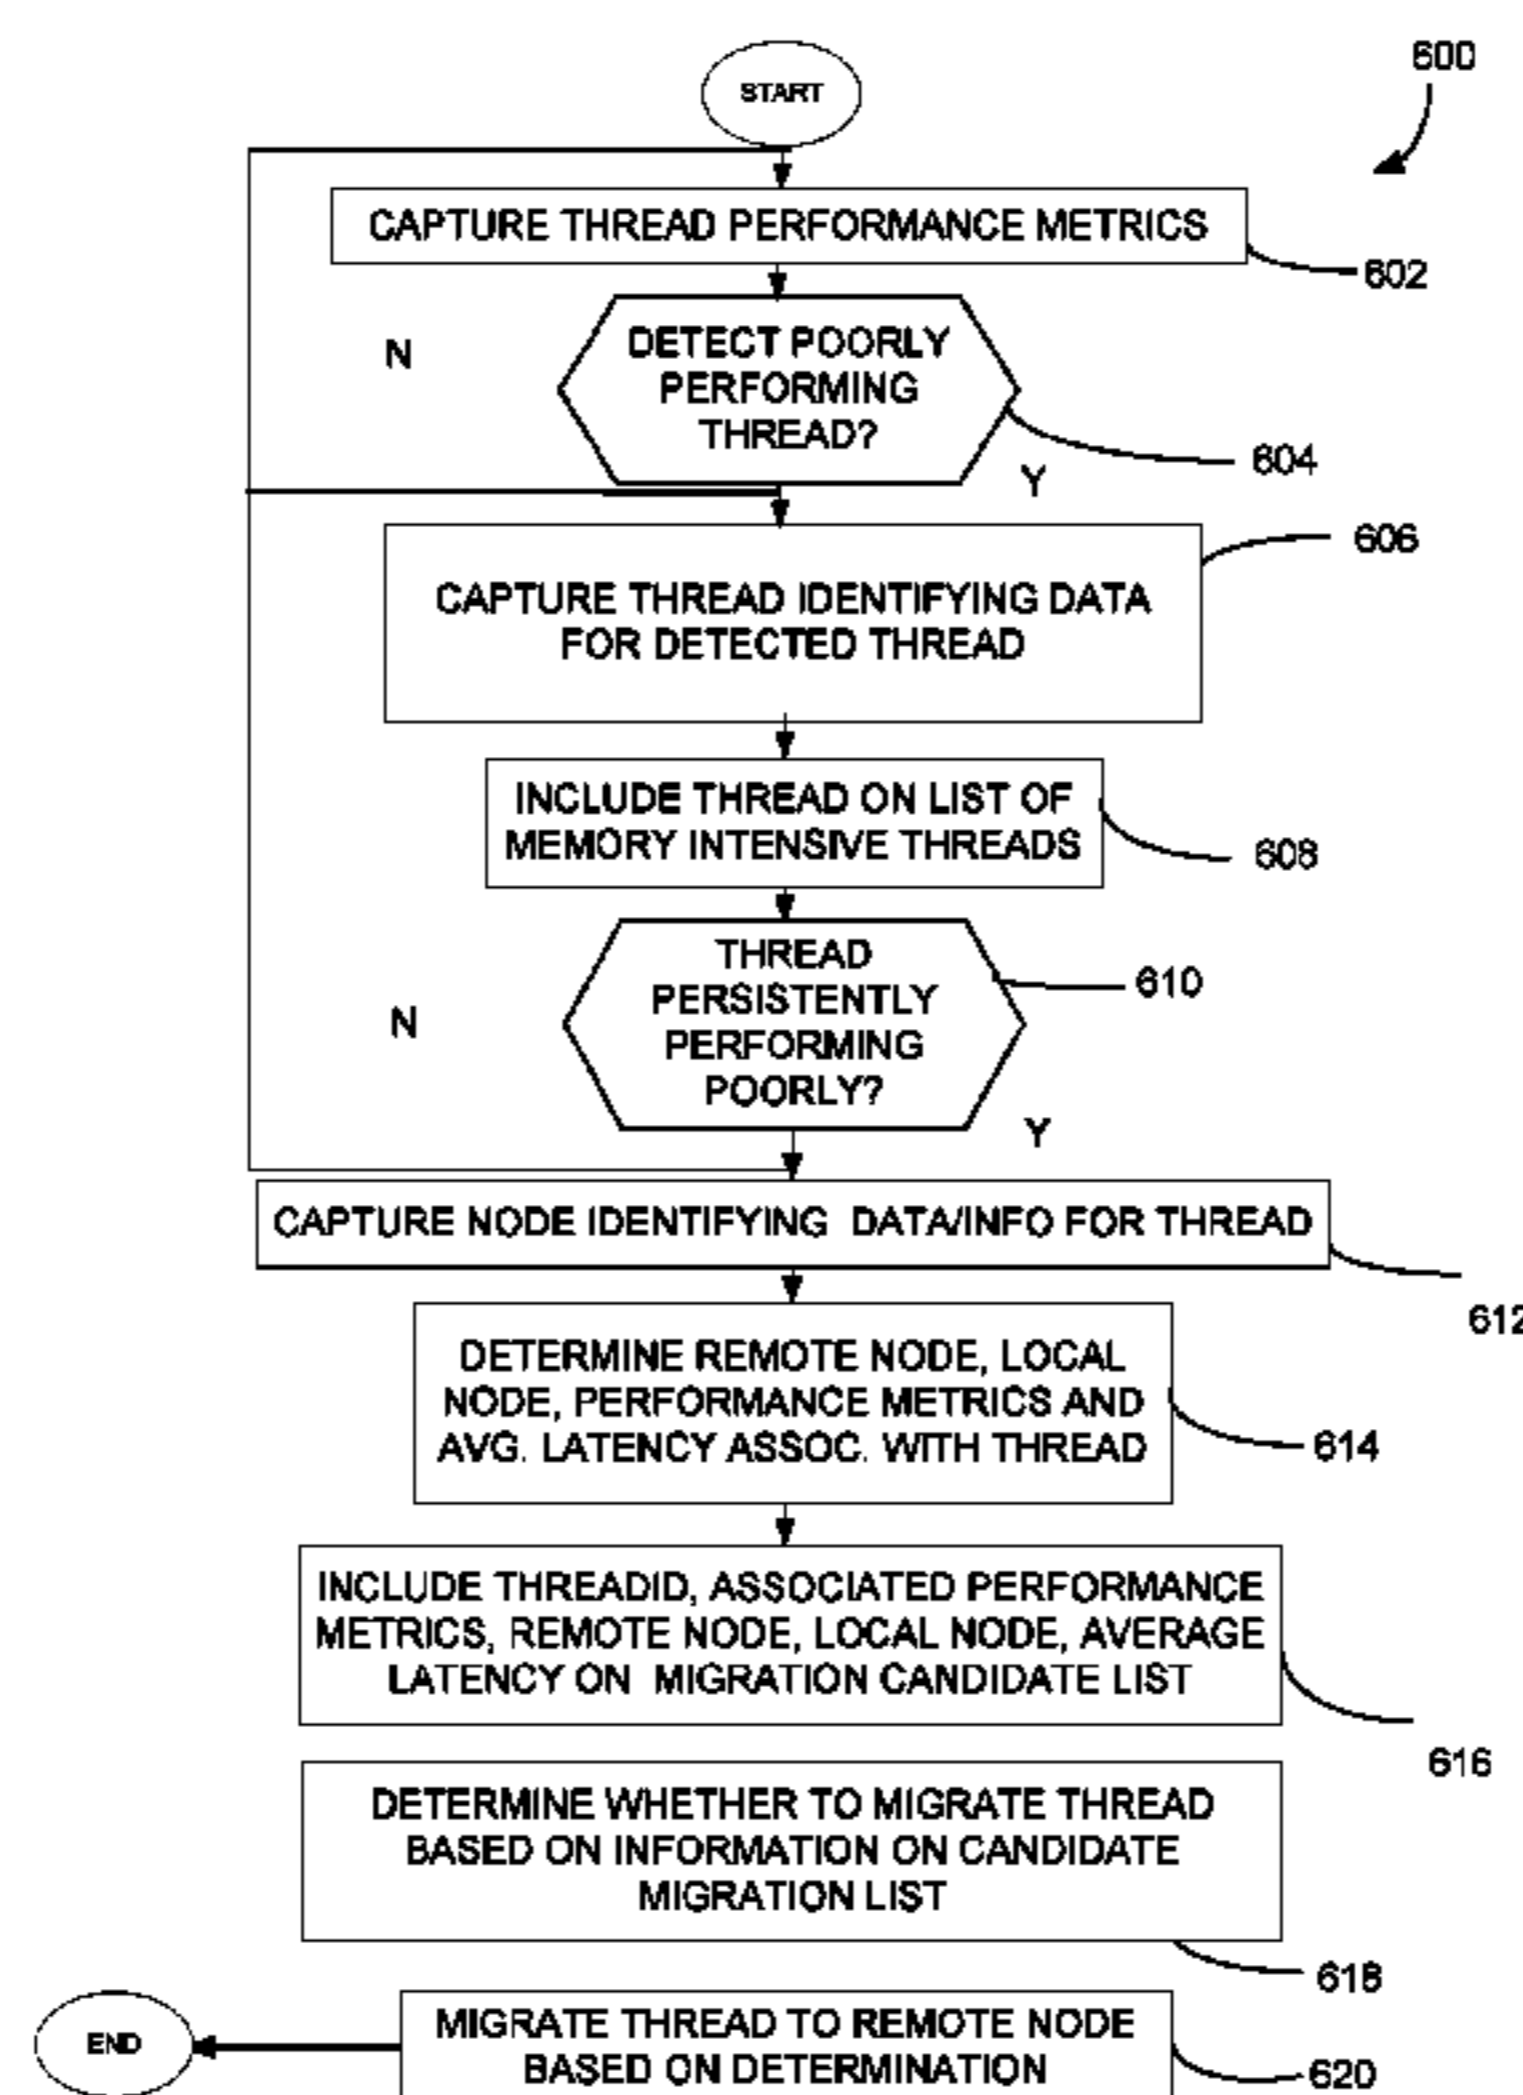 600
START
CAPTURE THREAD PERFORMANCE METRICS
602
N
DETECT POORLY
PERFORMING
THREAD?
604
Y
606
CAPTURE THREAD IDENTIFYING DATA
FOR DETECTED THREAD
INCLUDE THREAD ON LIST OF
MEMORY INTENSIVE THREADS
608
THREAD
PERSISTENTLY
PERFORMING
POORLY?
610
N
Y
CAPTURE NODE IDENTIFYING DATA/INFO FOR THREAD
612
DETERMINE REMOTE NODE, LOCAL
NODE, PERFORMANCE METRICS AND
AVG. LATENCY ASSOC. WITH THREAD
614
INCLUDE THREADID, ASSOCIATED PERFORMANCE
METRICS, REMOTE NODE, LOCAL NODE, AVERAGE
LATENCY ON MIGRATION CANDIDATE LIST
616
DETERMINE WHETHER TO MIGRATE THREAD
BASED ON INFORMATION ON CANDIDATE
MIGRATION LIST
618
END
MIGRATE THREAD TO REMOTE NODE
BASED ON DETERMINATION
620